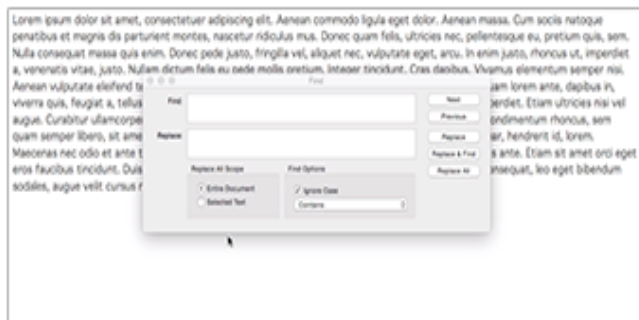 Lorem ipsum dolor sit amet, consectetuer adipiscing elit. Aenean commodo ligula eget dolor. Aenean massa. Cum sociis natoque
penatibus et magnis dis parturient montes, nascetur ridiculus mus. Donec quam felis, ultricies nec, pellentesque eu, pretium quis, sem.
Nulla consequat massa quis enim. Donec pede justo, fringilla vel, aliquet nec, vulputate eget, arcu. In enim justo, rhoncus ut, imperdiet
a, venenatis vitae, justo. Nullam dictum felis eu pede mollis pretium. Integer tincidunt. Cras dapibus. Vivamus elementum semper nisi.
Aenean vulputate eleifend
viverra quis, feugiat a, tellus
augue. Curabitur ullamcorper
quam semper libero, sit ame
Maecenas nec odio et ante t
eros faucibus tincidunt. Duis
sodales, augue velit cursus
lorem ante, dapibus in,
Etiam ultricies nisi vel
rhoncus, sem
hendrerit id, lorem.
ante. Etiam sit amet orci eget
leo eget bibendum
Find
Find
Replace
Next
Previous
Replace
Replace & Find
Replace All
Replace All Scope
Entire Document
Selected Text
Find Options
Ignore Case
Contains